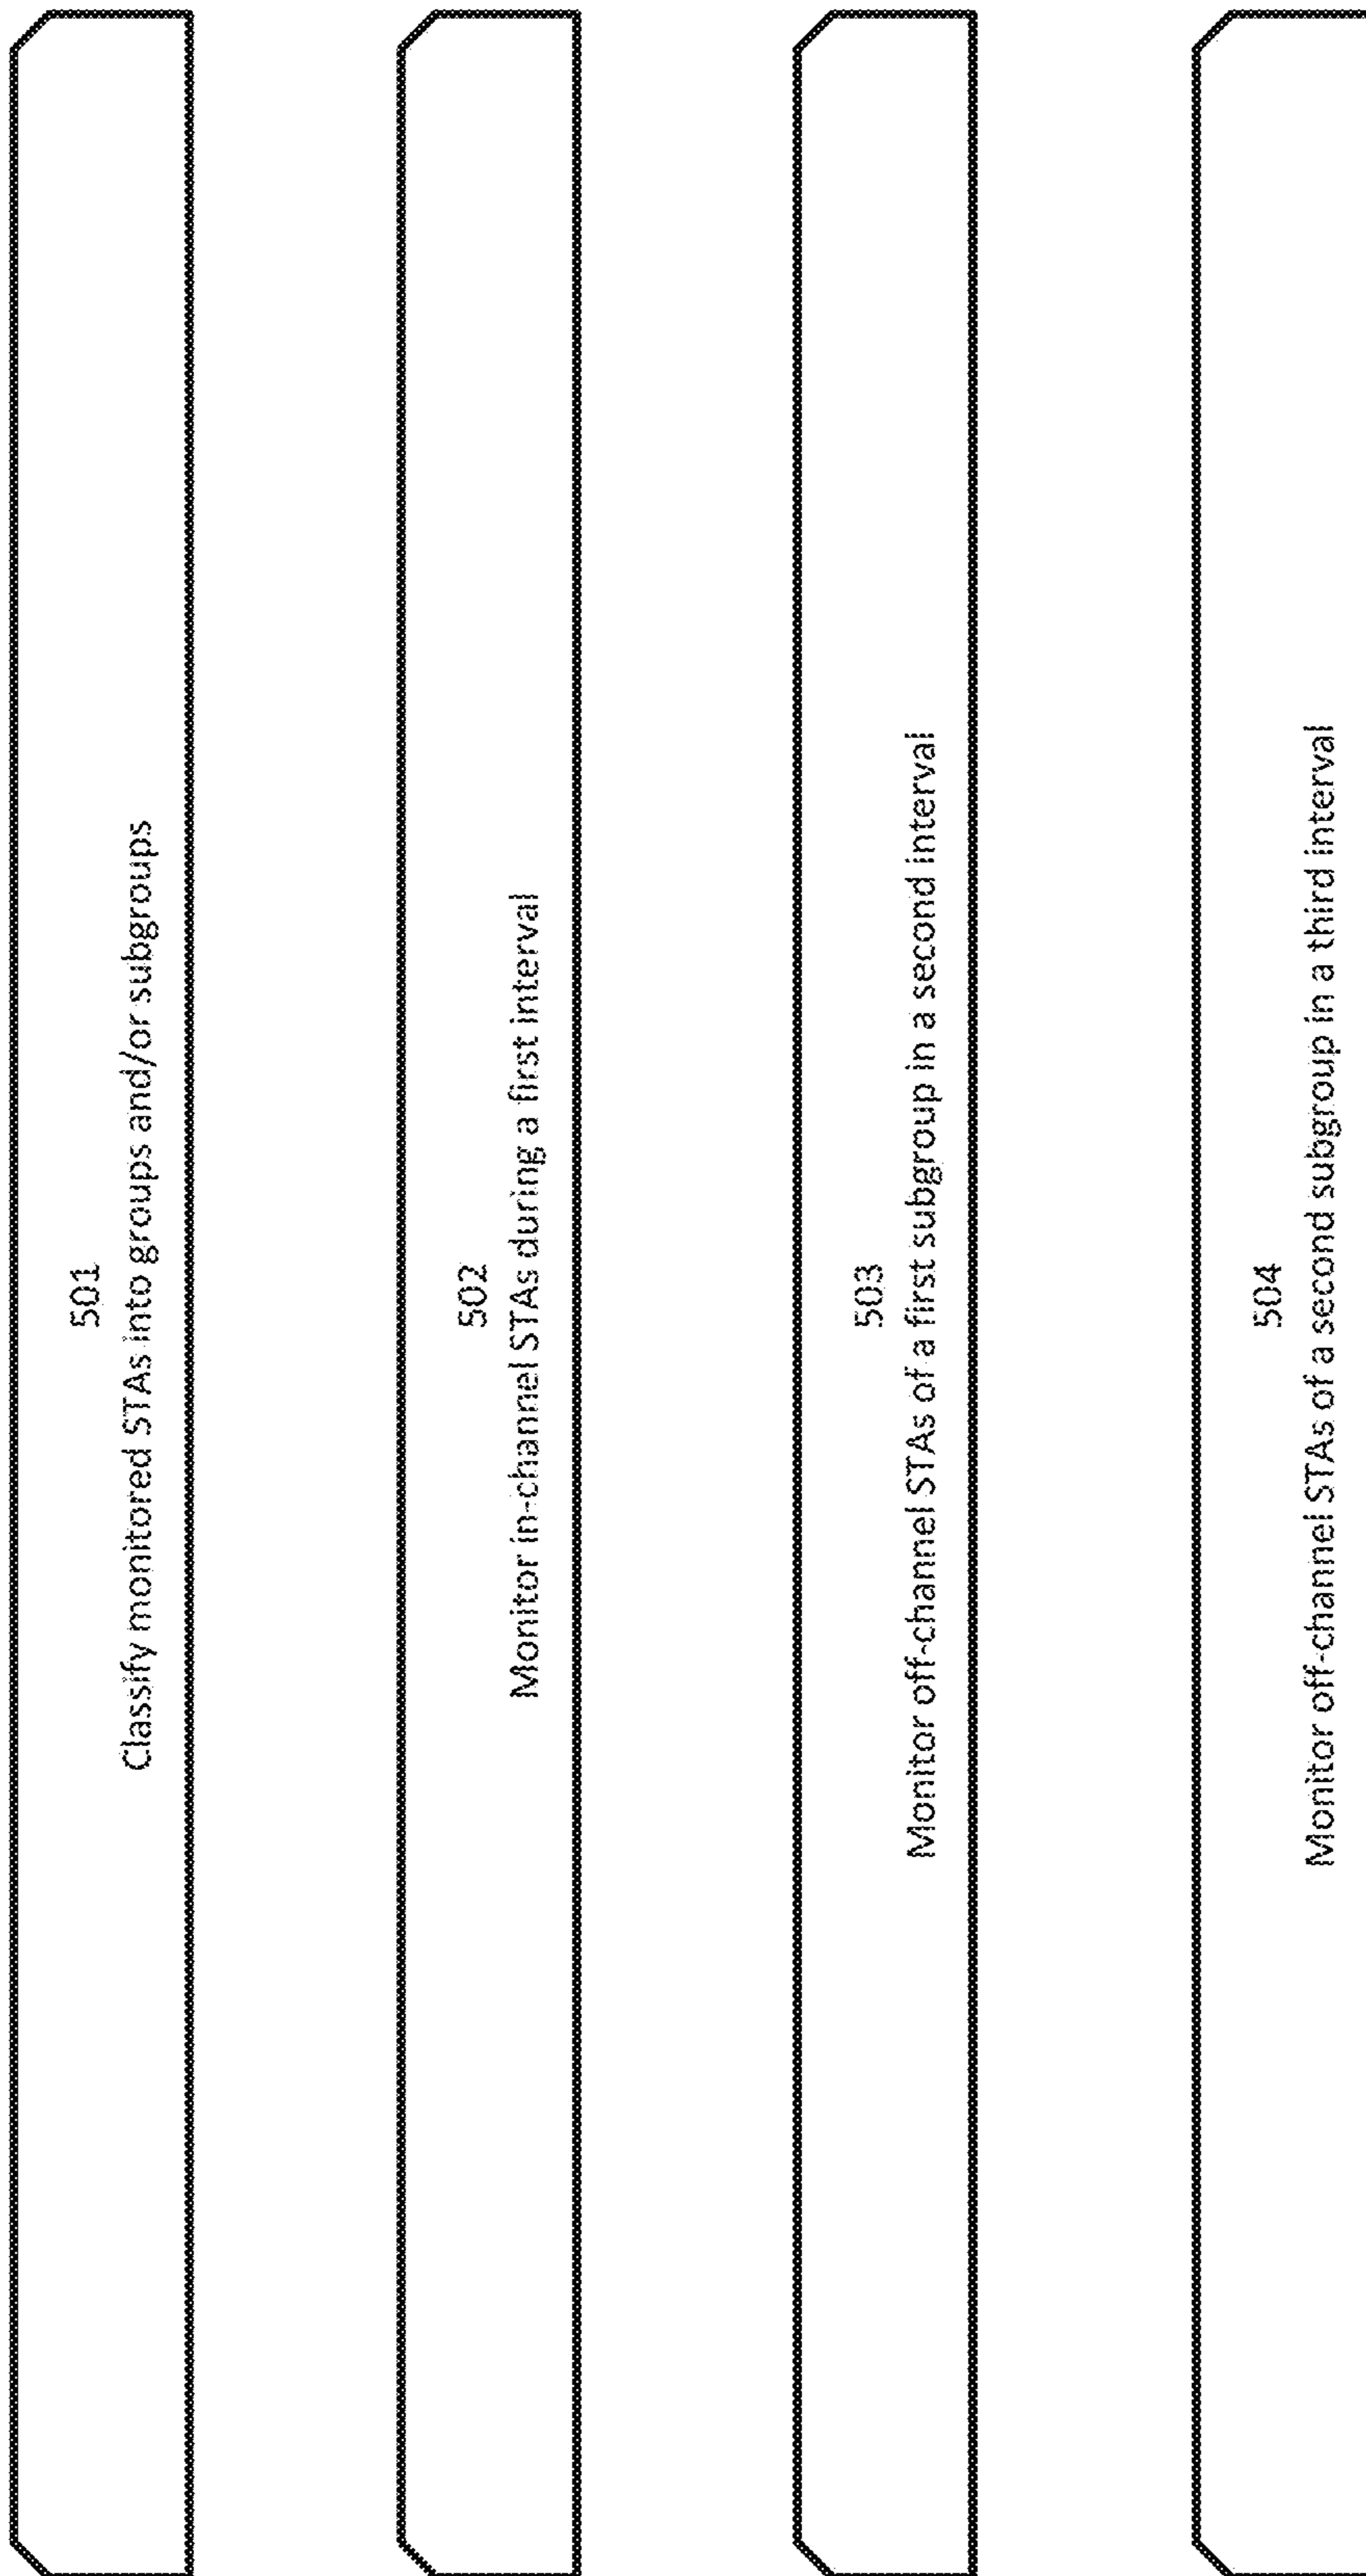 501
Classify monitored STAs into groups and/or subgroups
502
Monitor in-channel STAs during a first interval
503
Monitor off-channel STAs of a first subgroup in a second interval
504
Monitor off-channel STAs of a second subgroup in a third interval